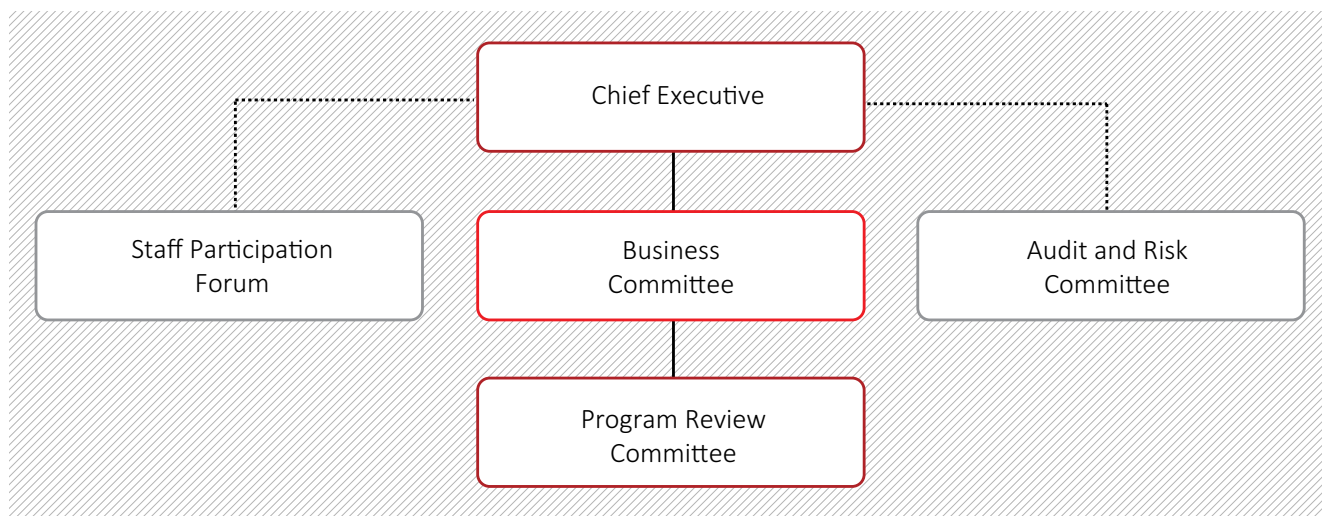 Chief Executive
Staff Participation
Forum
Business
Committee
Audit and Risk
Committee
Program Review
Committee